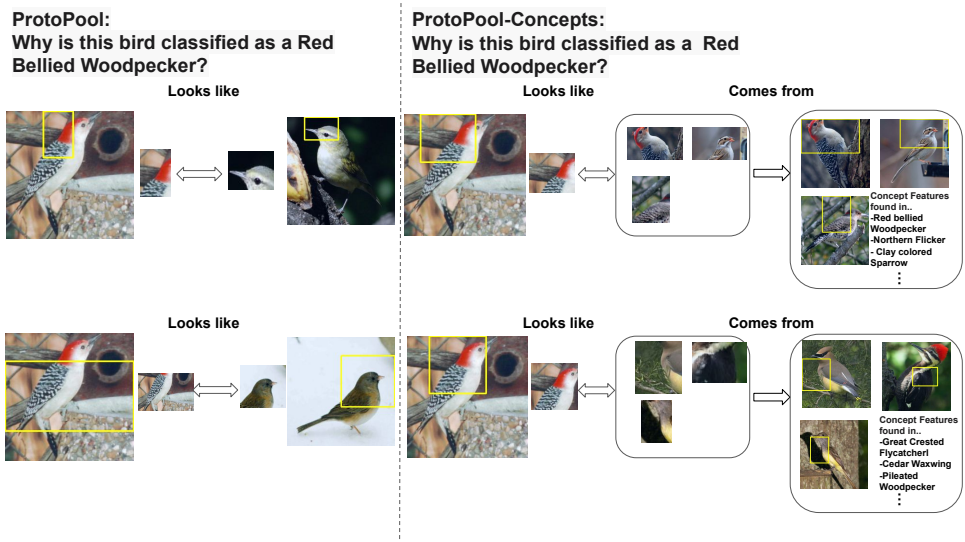 ProtoPool:
Why is this bird classified as a Red
Bellied Woodpecker?
Looks like
Looks like
ProtoPool-Concepts:
Why is this bird classified as a  Red
Bellied Woodpecker?
Looks like
Comes from
Concept Features
found in..
-Red bellied
Woodpecker
-Northern Flicker
- Clay colored
Sparrow
⋮
Looks like
Comes from
Concept Features
found in..
-Great Crested
Flycatcherl
-Cedar Waxwing
-Pileated
Woodpecker
⋮